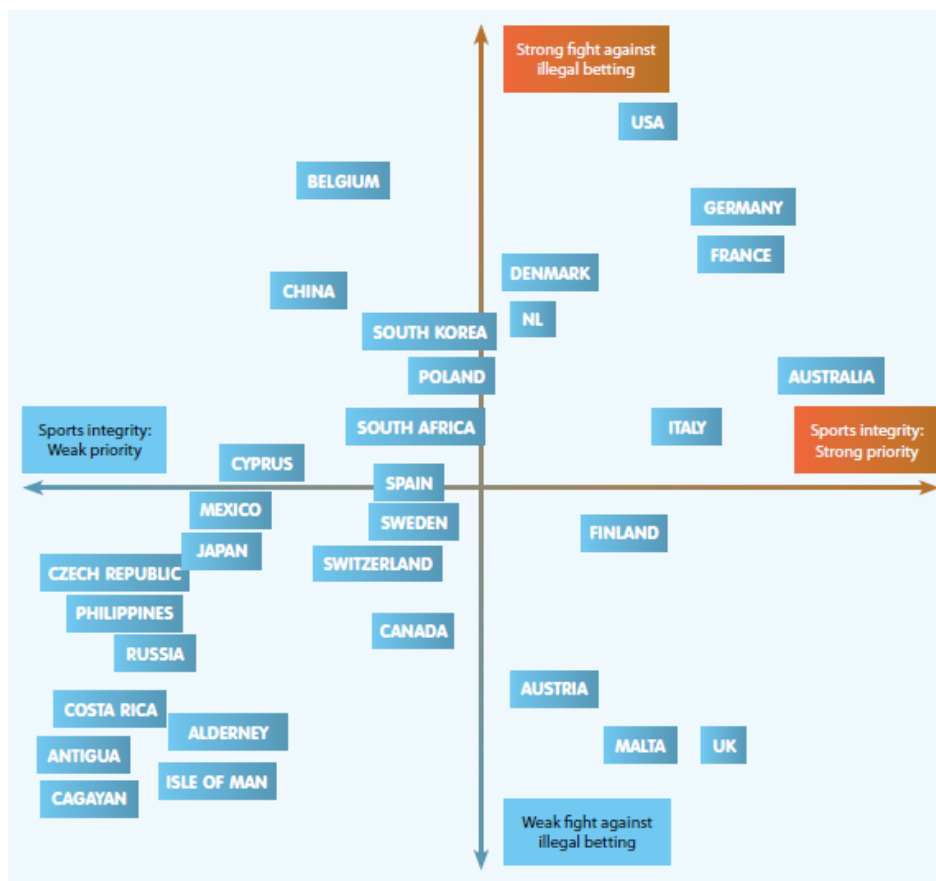 Strong fight against
illegal betting
USA
BELGIUM
GERMANY
FRANCE
DENMARK
CHINA
NL
SOUTH KOREA
POLAND
AUSTRALIA
Sports integrity:
Weak priority
SOUTH AFRICA
ITALY
Sports integrity:
Strong priority
CYPRUS
SPAIN
MEXICO
SWEDEN
FINLAND
JAPAN
SWITZERLAND
CZECH REPUBLIC
PHILIPPINES
CANADA
RUSSIA
AUSTRIA
COSTA RICA
ALDERNEY
MALTA
UK
ANTIGUA
ISLE OF MAN
CAGAYAN
Weak fight against
illegal betting